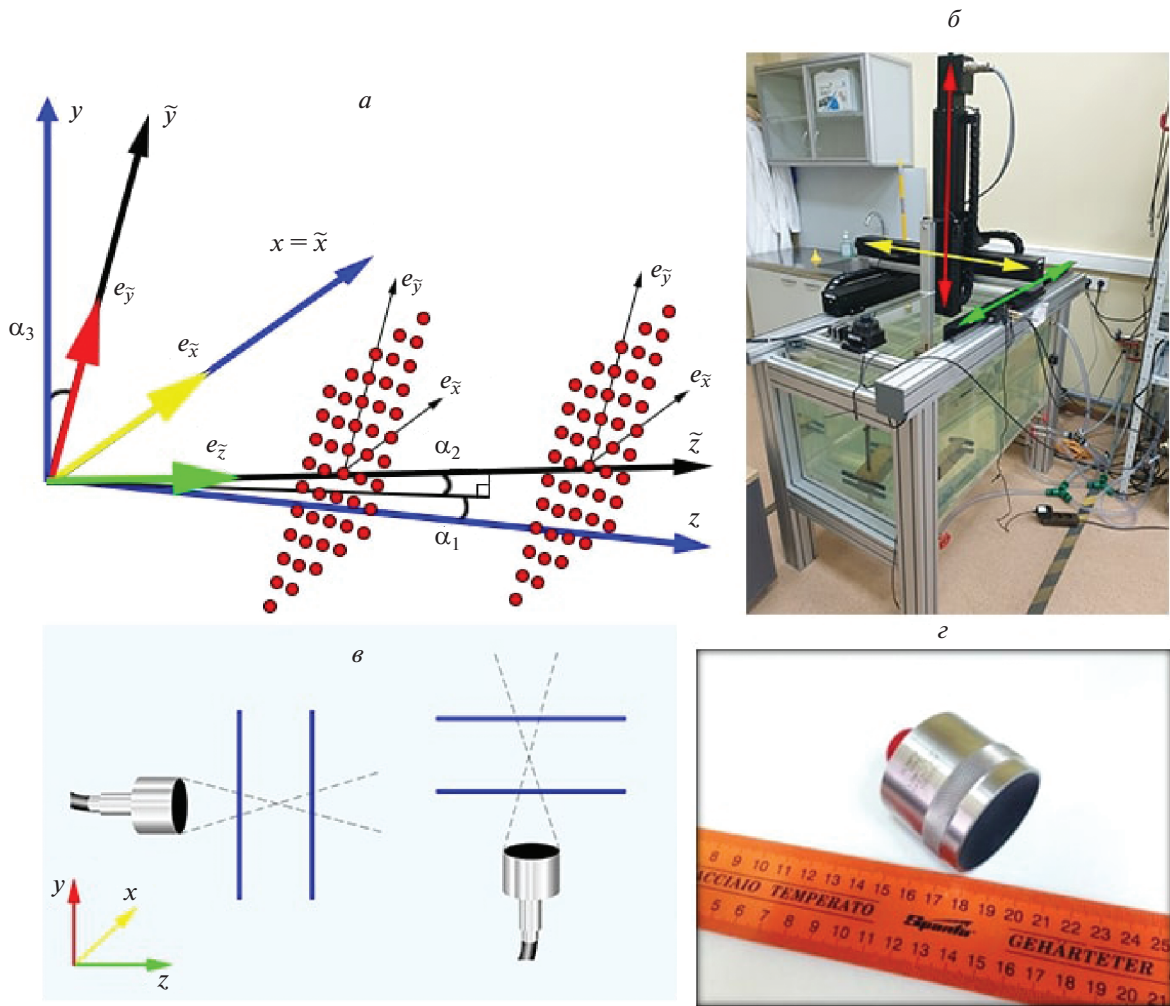 а
y
ỹ
x = x̃
e_ỹ
α₃
e_x̃
e_z̃
e_ỹ
e_x̃
α₂
α₁
e_ỹ
e_x̃
z̃
z
б
в
y
x
z
г
8 9 10 11 12 13 14 15 16 17 18 19 20 21 22 23 24 25
ACCIAIO TEMPERATO
Sparta
GEHÄRTETER
5 6 7 8 9 10 11 12 13 14 15 16 17 18 19 20 21